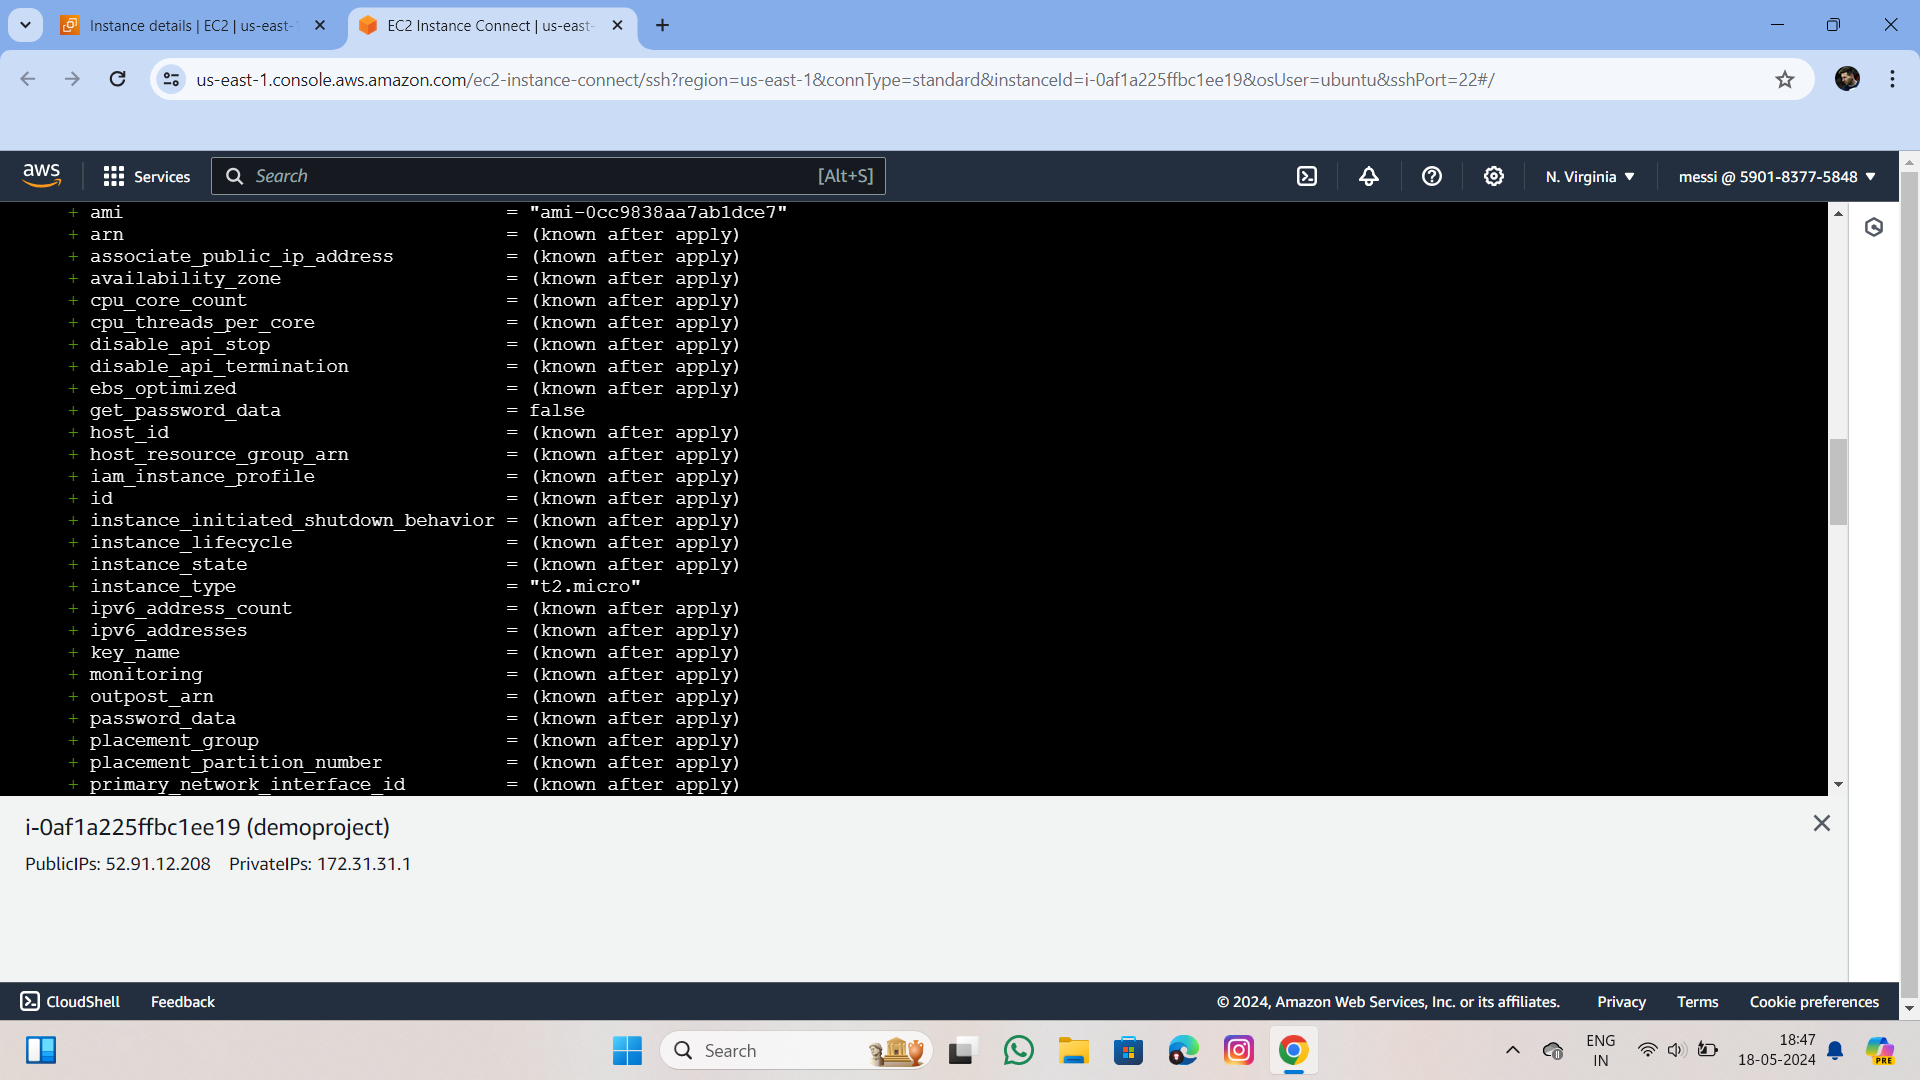 Instance details | EC2 | us-east-1
EC2 Instance Connect | us-east-
us-east-1.console.aws.amazon.com/ec2-instance-connect/ssh?region=us-east-1&connType=standard&instanceId=i-0af1a225ffbc1ee19&osUser=ubuntu&sshPort=22#/
aws Services Search [Alt+S] N. Virginia messi @ 5901-8377-5848
+ ami = "ami-0cc9838aa7ab1dce7"
+ arn = (known after apply)
+ associate_public_ip_address = (known after apply)
+ availability_zone = (known after apply)
+ cpu_core_count = (known after apply)
+ cpu_threads_per_core = (known after apply)
+ disable_api_stop = (known after apply)
+ disable_api_termination = (known after apply)
+ ebs_optimized = (known after apply)
+ get_password_data = false
+ host_id = (known after apply)
+ host_resource_group_arn = (known after apply)
+ iam_instance_profile = (known after apply)
+ id = (known after apply)
+ instance_initiated_shutdown_behavior = (known after apply)
+ instance_lifecycle = (known after apply)
+ instance_state = (known after apply)
+ instance_type = "t2.micro"
+ ipv6_address_count = (known after apply)
+ ipv6_addresses = (known after apply)
+ key_name = (known after apply)
+ monitoring = (known after apply)
+ outpost_arn = (known after apply)
+ password_data = (known after apply)
+ placement_group = (known after apply)
+ placement_partition_number = (known after apply)
+ primary_network_interface_id = (known after apply)
i-0af1a225ffbc1ee19 (demoproject)
PublicIPs: 52.91.12.208 PrivateIPs: 172.31.31.1
CloudShell Feedback © 2024, Amazon Web Services, Inc. or its affiliates. Privacy Terms Cookie preferences
Search
ENG
IN
18:47
18-05-2024
PRE